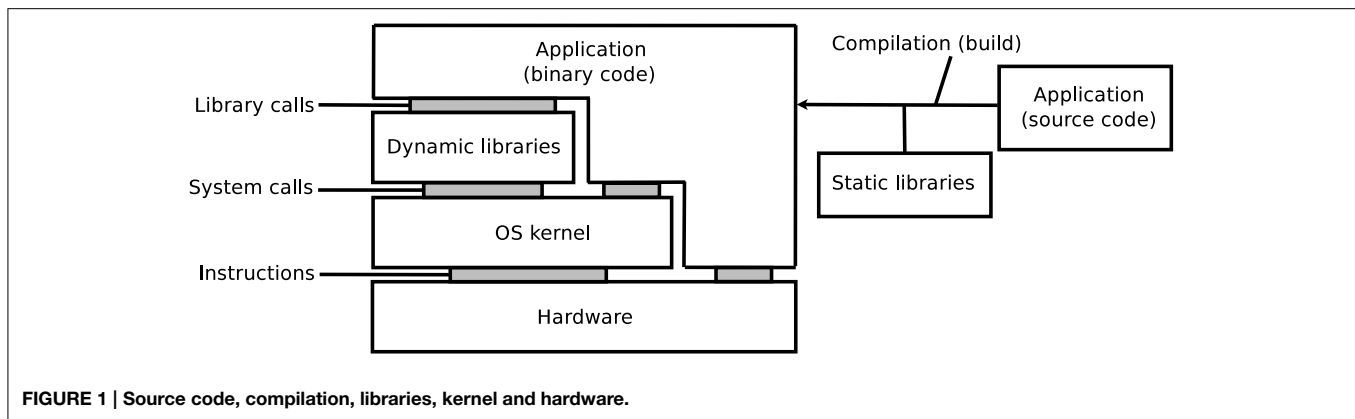 Application
(binary code)
Compilation (build)
Application
(source code)
Library calls
Dynamic libraries
Static libraries
System calls
OS kernel
Instructions
Hardware
FIGURE 1 | Source code, compilation, libraries, kernel and hardware.